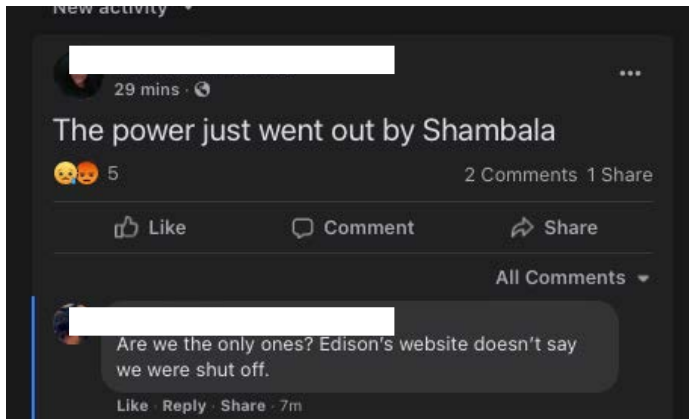 New activity
29 mins ·
The power just went out by Shambala
5
2 Comments 1 Share
Like
Comment
Share
All Comments
Are we the only ones? Edison's website doesn't say
we were shut off.
Like · Reply · Share · 7m